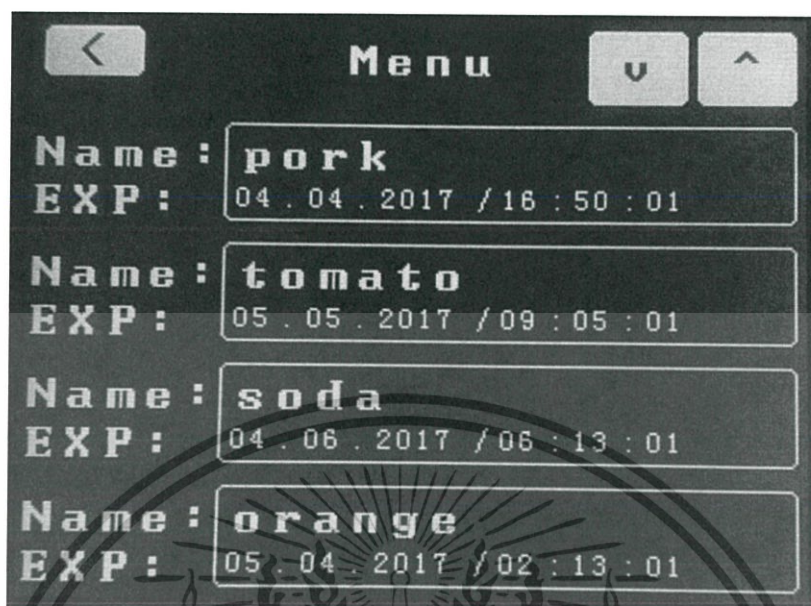 < Menu v ^
Name: pork
EXP: 04.04.2017 /16:50:01
Name: tomato
EXP: 05.05.2017 /09:05:01
Name: soda
EXP: 04.06.2017 /06:13:01
Name: orange
EXP: 05.04.2017 /02:13:01